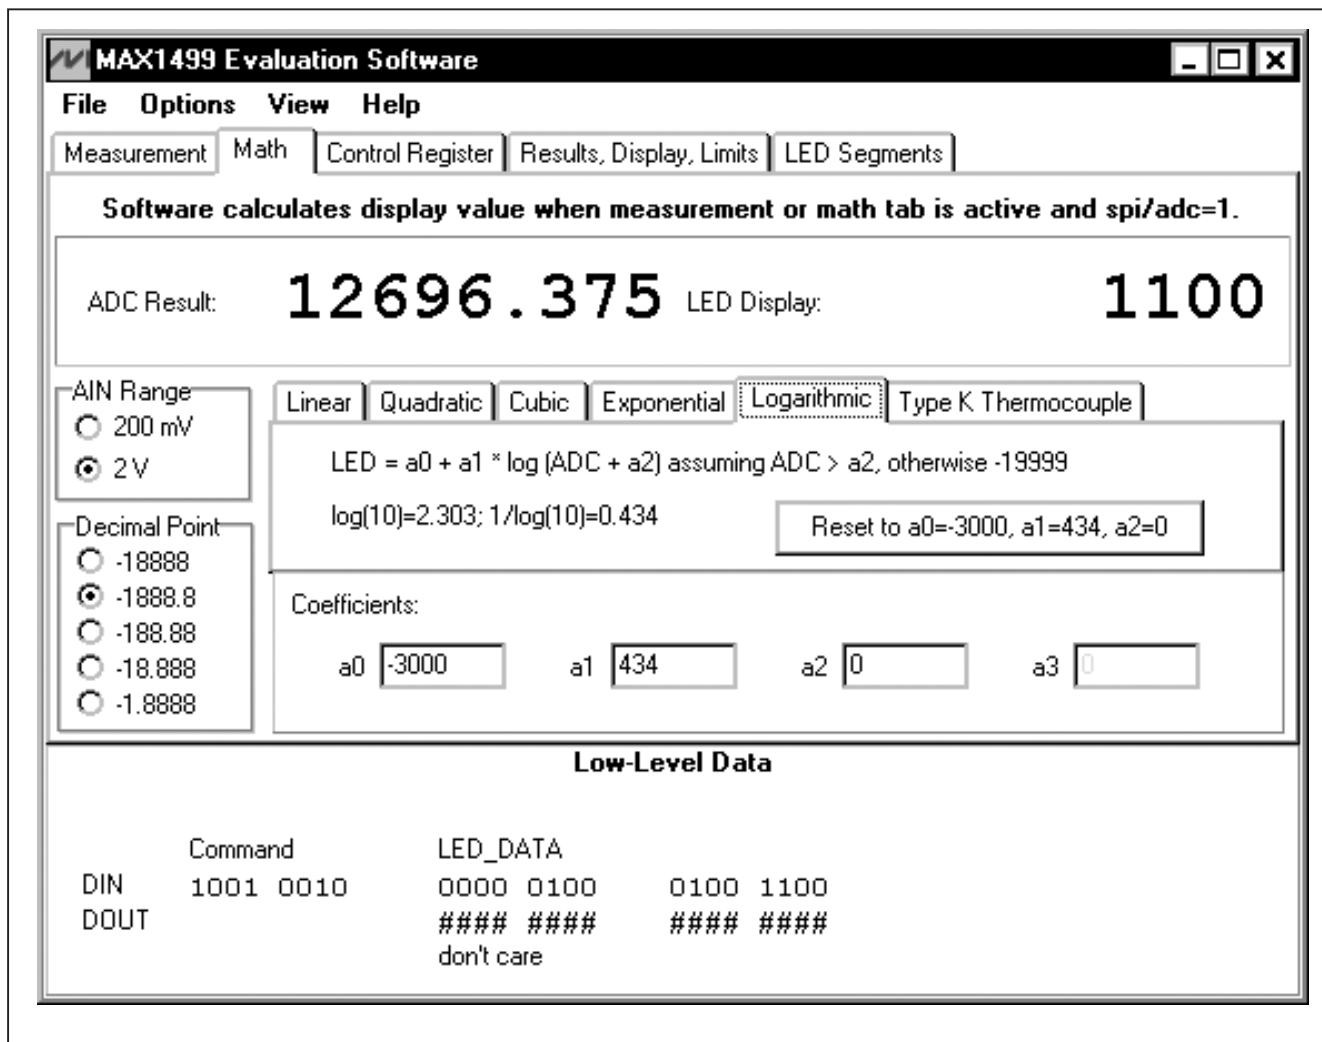 MAX1499 Evaluation Software
File Options View Help
Measurement Math Control Register Results, Display, Limits LED Segments
Software calculates display value when measurement or math tab is active and spi/adc=1.
ADC Result: 12696.375 LED Display: 1100
AIN Range
200 mV
2 V
Decimal Point
-18888
-1888.8
-188.88
-18.888
-1.8888
Linear Quadratic Cubic Exponential Logarithmic Type K Thermocouple
LED = a0 + a1 * log (ADC + a2) assuming ADC > a2, otherwise -19999
log(10)=2.303; 1/log(10)=0.434
Reset to a0=-3000, a1=434, a2=0
Coefficients:
a0 -3000 a1 434 a2 0 a3 0
Low-Level Data
Command LED_DATA
DIN 1001 0010 0000 0100 0100 1100
DOUT #### #### #### ####
don't care